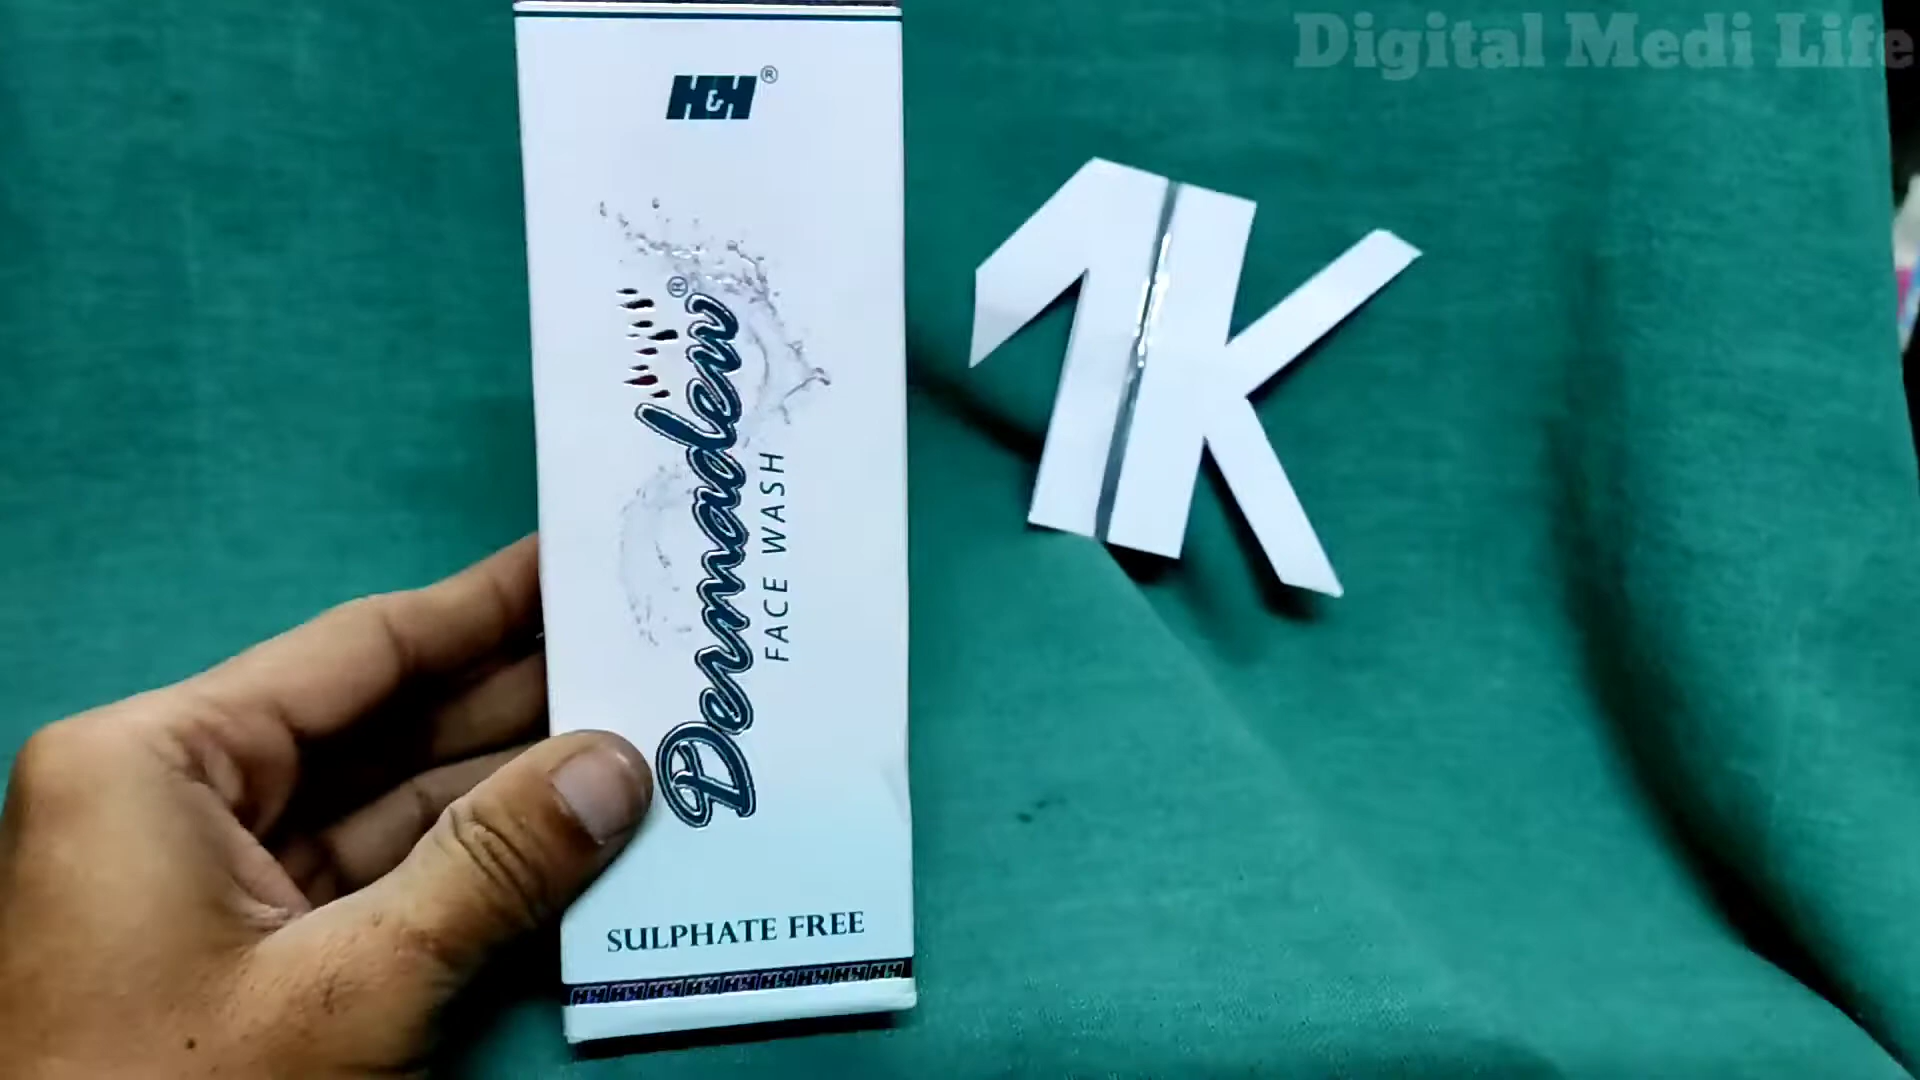 Digital Medi Life
H&H®
Dermadew®
FACE WASH
SULPHATE FREE
1K